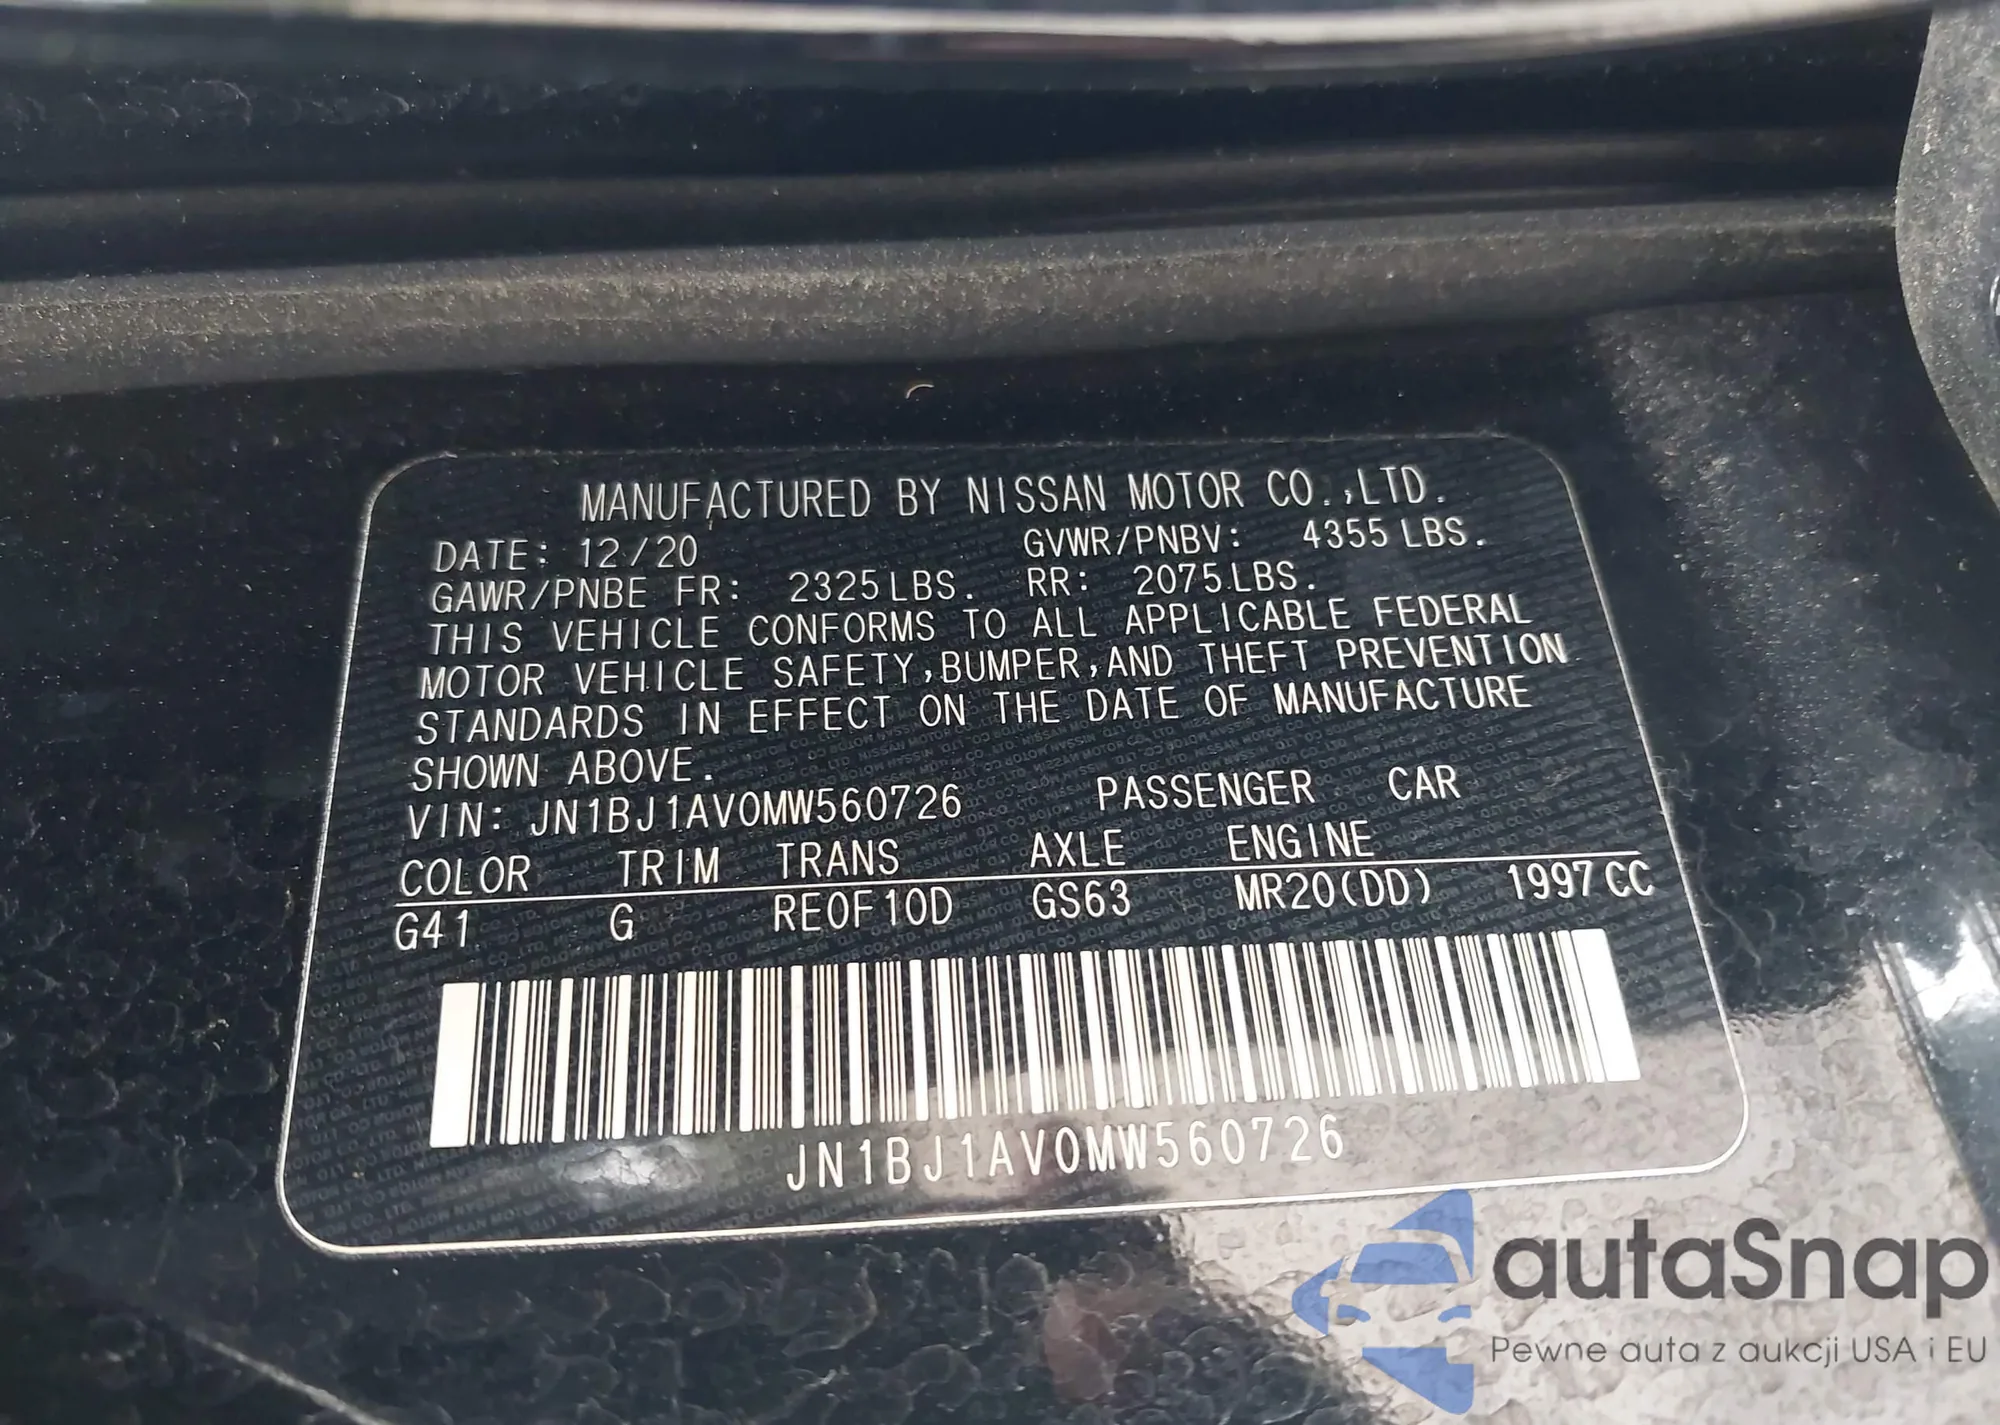 MANUFACTURED BY NISSAN MOTOR CO.,LTD.
DATE: 12/20 GVWR/PNBV: 4355 LBS.
GAWR/PNBE FR: 2325 LBS. RR: 2075 LBS.
THIS VEHICLE CONFORMS TO ALL APPLICABLE FEDERAL
MOTOR VEHICLE SAFETY,BUMPER,AND THEFT PREVENTION
STANDARDS IN EFFECT ON THE DATE OF MANUFACTURE
SHOWN ABOVE.
VIN: JN1BJ1AV0MW560726 PASSENGER CAR
COLOR TRIM TRANS AXLE ENGINE
G41 G RE0F10D GS63 MR20(DD) 1997 CC
JN1BJ1AV0MW560726
autaSnap
Pewne auta z aukcji USA i EU